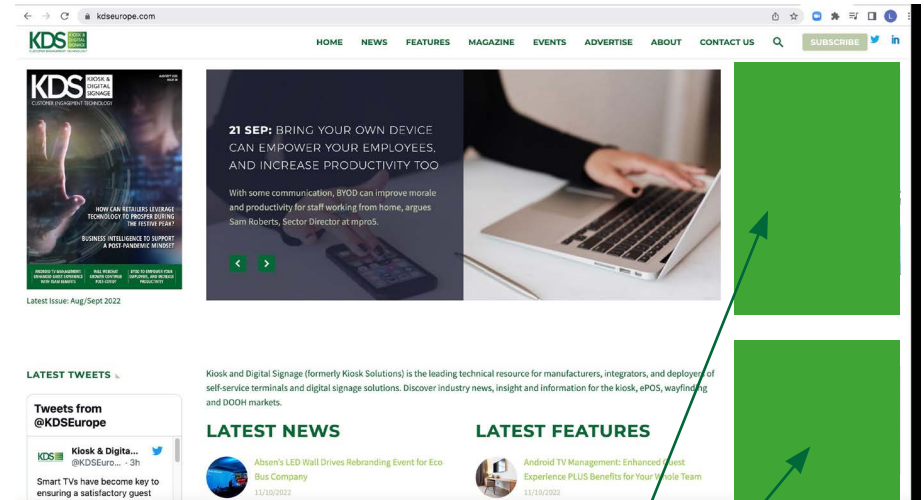 kdseurope.com
KDS KIOSK & DIGITAL SIGNAGE
CUSTOMER ENGAGEMENT TECHNOLOGY
HOME NEWS FEATURES MAGAZINE EVENTS ADVERTISE ABOUT CONTACT US SUBSCRIBE
KDS
KIOSK &
DIGITAL
SIGNAGE
CUSTOMER ENGAGEMENT TECHNOLOGY
HOW CAN RETAILERS LEVERAGE
TECHNOLOGY TO PROSPER DURING
THE FESTIVE PEAK?
BUSINESS INTELLIGENCE TO SUPPORT
A POST-PANDEMIC MINDSET
Latest Issue: Aug/Sept 2022
21 SEP: BRING YOUR OWN DEVICE
CAN EMPOWER YOUR EMPLOYEES,
AND INCREASE PRODUCTIVITY TOO
With some communication, BYOD can improve morale
and productivity for staff working from home, argues
Sam Roberts, Sector Director at mpro5.
LATEST TWEETS
Tweets from
@KDSEurope
KDS
Kiosk & Digita...
@KDSEuro... · 3h
Smart TVs have become key to
ensuring a satisfactory guest
Kiosk and Digital Signage (formerly Kiosk Solutions) is the leading technical resource for manufacturers, integrators, and deployers of
self-service terminals and digital signage solutions. Discover industry news, insight and information for the kiosk, ePOS, wayfinding
and DOOH markets.
LATEST NEWS
Absen's LED Wall Drives Rebranding Event for Eco
Bus Company
11/10/2022
LATEST FEATURES
Android TV Management: Enhanced Guest
Experience PLUS Benefits for Your Whole Team
11/10/2022